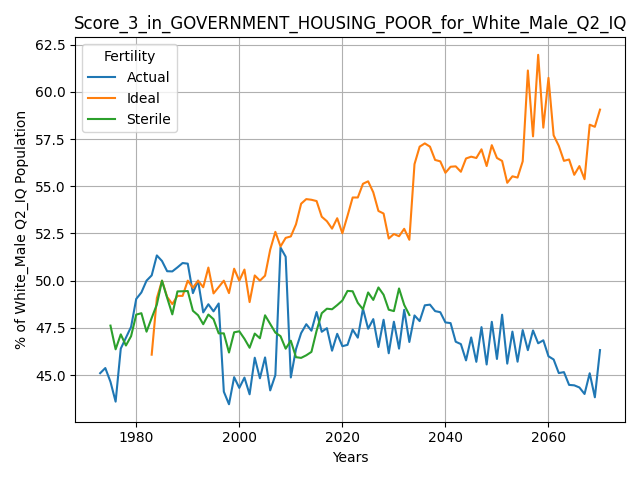 Score_3_in_GOVERNMENT_HOUSING_POOR_for_White_Male_Q2_IQ
% of White_Male Q2_IQ Population
62.5
60.0
57.5
55.0
52.5
50.0
47.5
45.0
Fertility
Actual
Ideal
Sterile
1980
2000
2020
2040
2060
Years